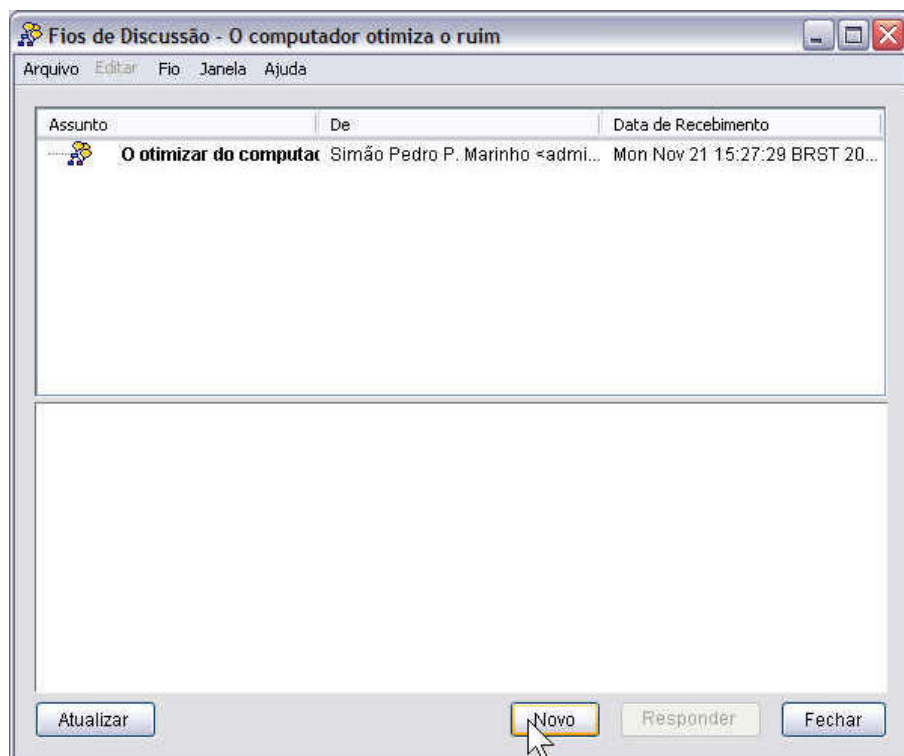 Fios de Discussão - O computador otimiza o ruim
Arquivo Editar Fio Janela Ajuda
Assunto De Data de Recebimento
O otimizar do computac Simão Pedro P. Marinho <admi... Mon Nov 21 15:27:29 BRST 20...
Atualizar Novo Responder Fechar